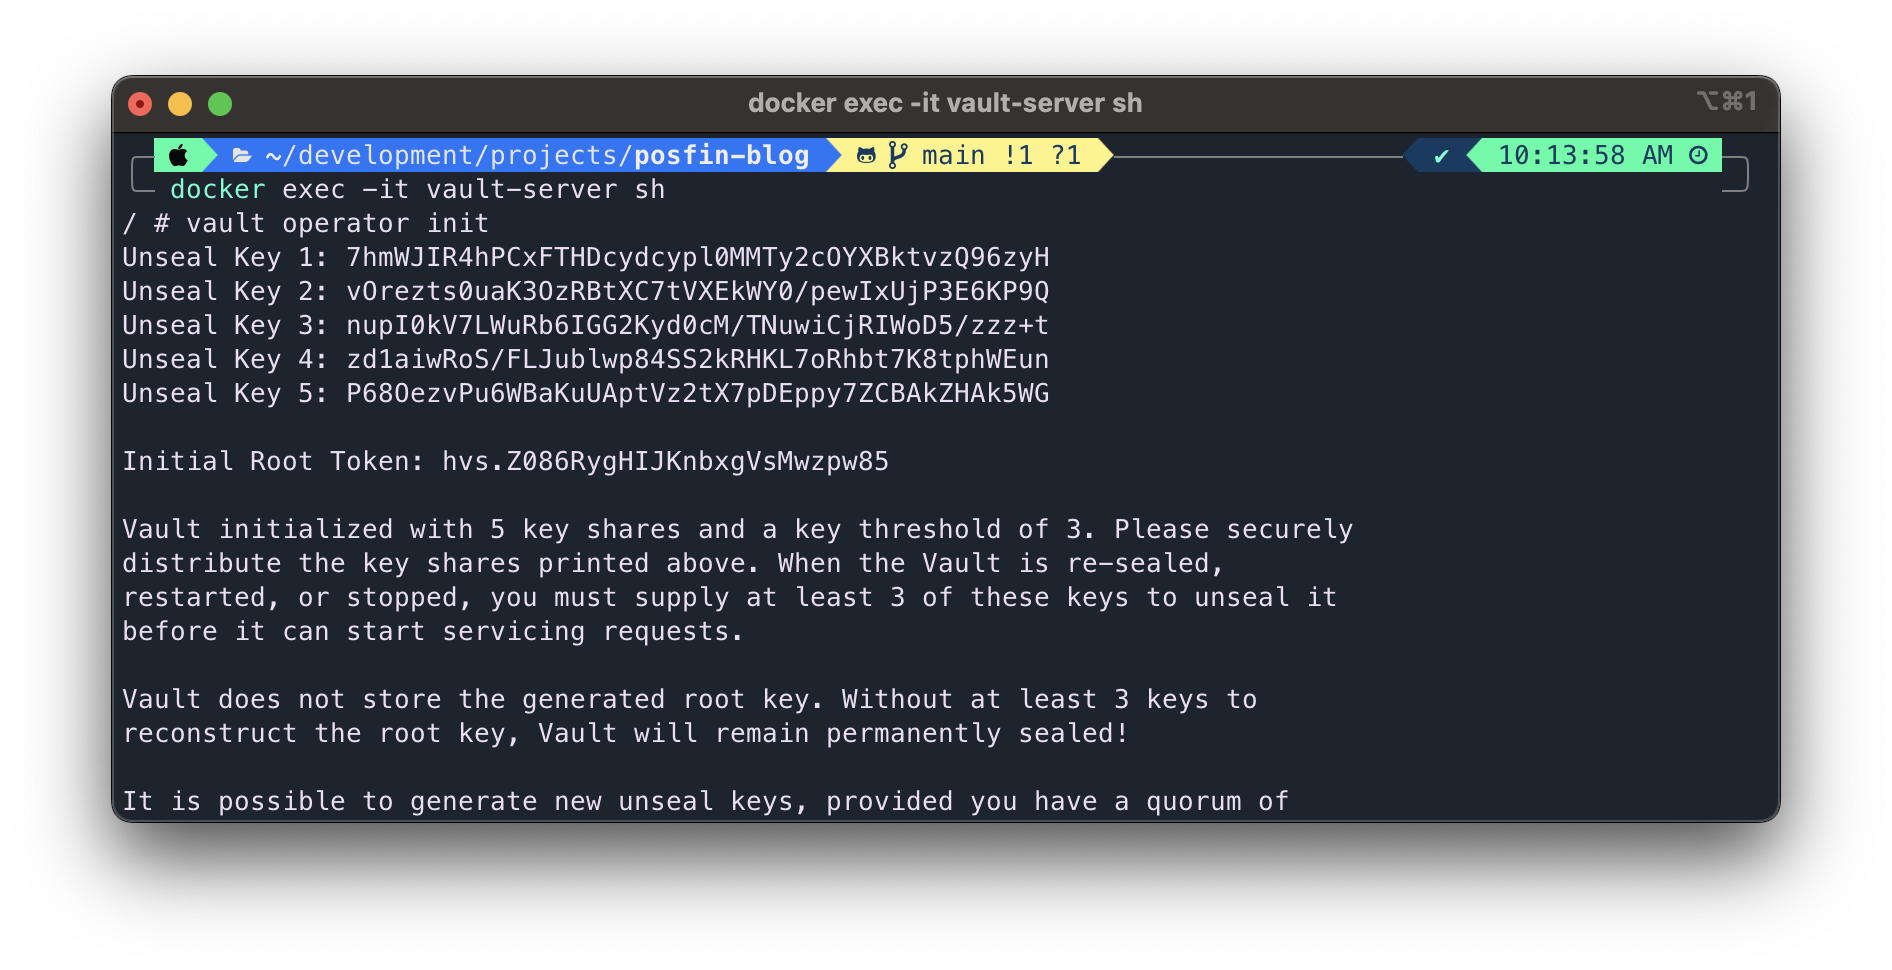 docker exec -it vault-server sh
⌥⌘1
~/development/projects/posfin-blog main !1 ?1 ✔ 10:13:58 AM
docker exec -it vault-server sh
/ # vault operator init
Unseal Key 1: 7hmWJIR4hPCxFTHDcydcypl0MMTy2cOYXBktvzQ96zyH
Unseal Key 2: vOrezts0uaK3OzRBtXC7tVXEkWY0/pewIxUjP3E6KP9Q
Unseal Key 3: nupI0kV7LWuRb6IGG2Kyd0cM/TNuwiCjRIWoD5/zzz+t
Unseal Key 4: zd1aiwRoS/FLJublwp84SS2kRHKL7oRhbt7K8tphWEun
Unseal Key 5: P68OezvPu6WBaKuUAptVz2tX7pDEppy7ZCBAkZHAk5WG
Initial Root Token: hvs.Z086RygHIJKnbxgVsMwzpw85
Vault initialized with 5 key shares and a key threshold of 3. Please securely
distribute the key shares printed above. When the Vault is re-sealed,
restarted, or stopped, you must supply at least 3 of these keys to unseal it
before it can start servicing requests.
Vault does not store the generated root key. Without at least 3 keys to
reconstruct the root key, Vault will remain permanently sealed!
It is possible to generate new unseal keys, provided you have a quorum of